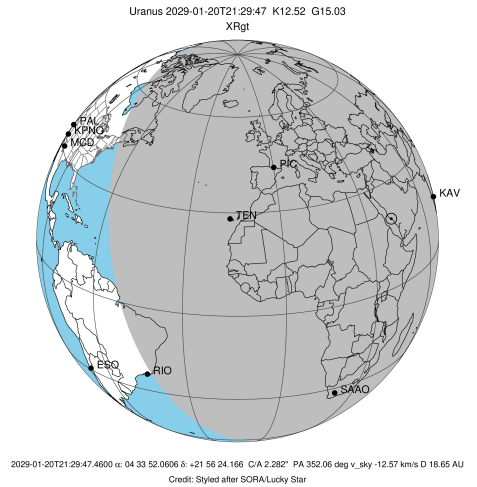 Uranus 2029-01-20T21:29:47 K12.52 G15.03
XRgt
PAL
KPNO
MCD
PIC
KAV
TEN
ESO
RIO
SAAO
2029-01-20T21:29:47.4600 α: 04 33 52.0606 δ: +21 56 24.166 C/A 2.282" PA 352.06 deg v_sky -12.57 km/s D 18.65 AU
Credit: Styled after SORA/Lucky Star